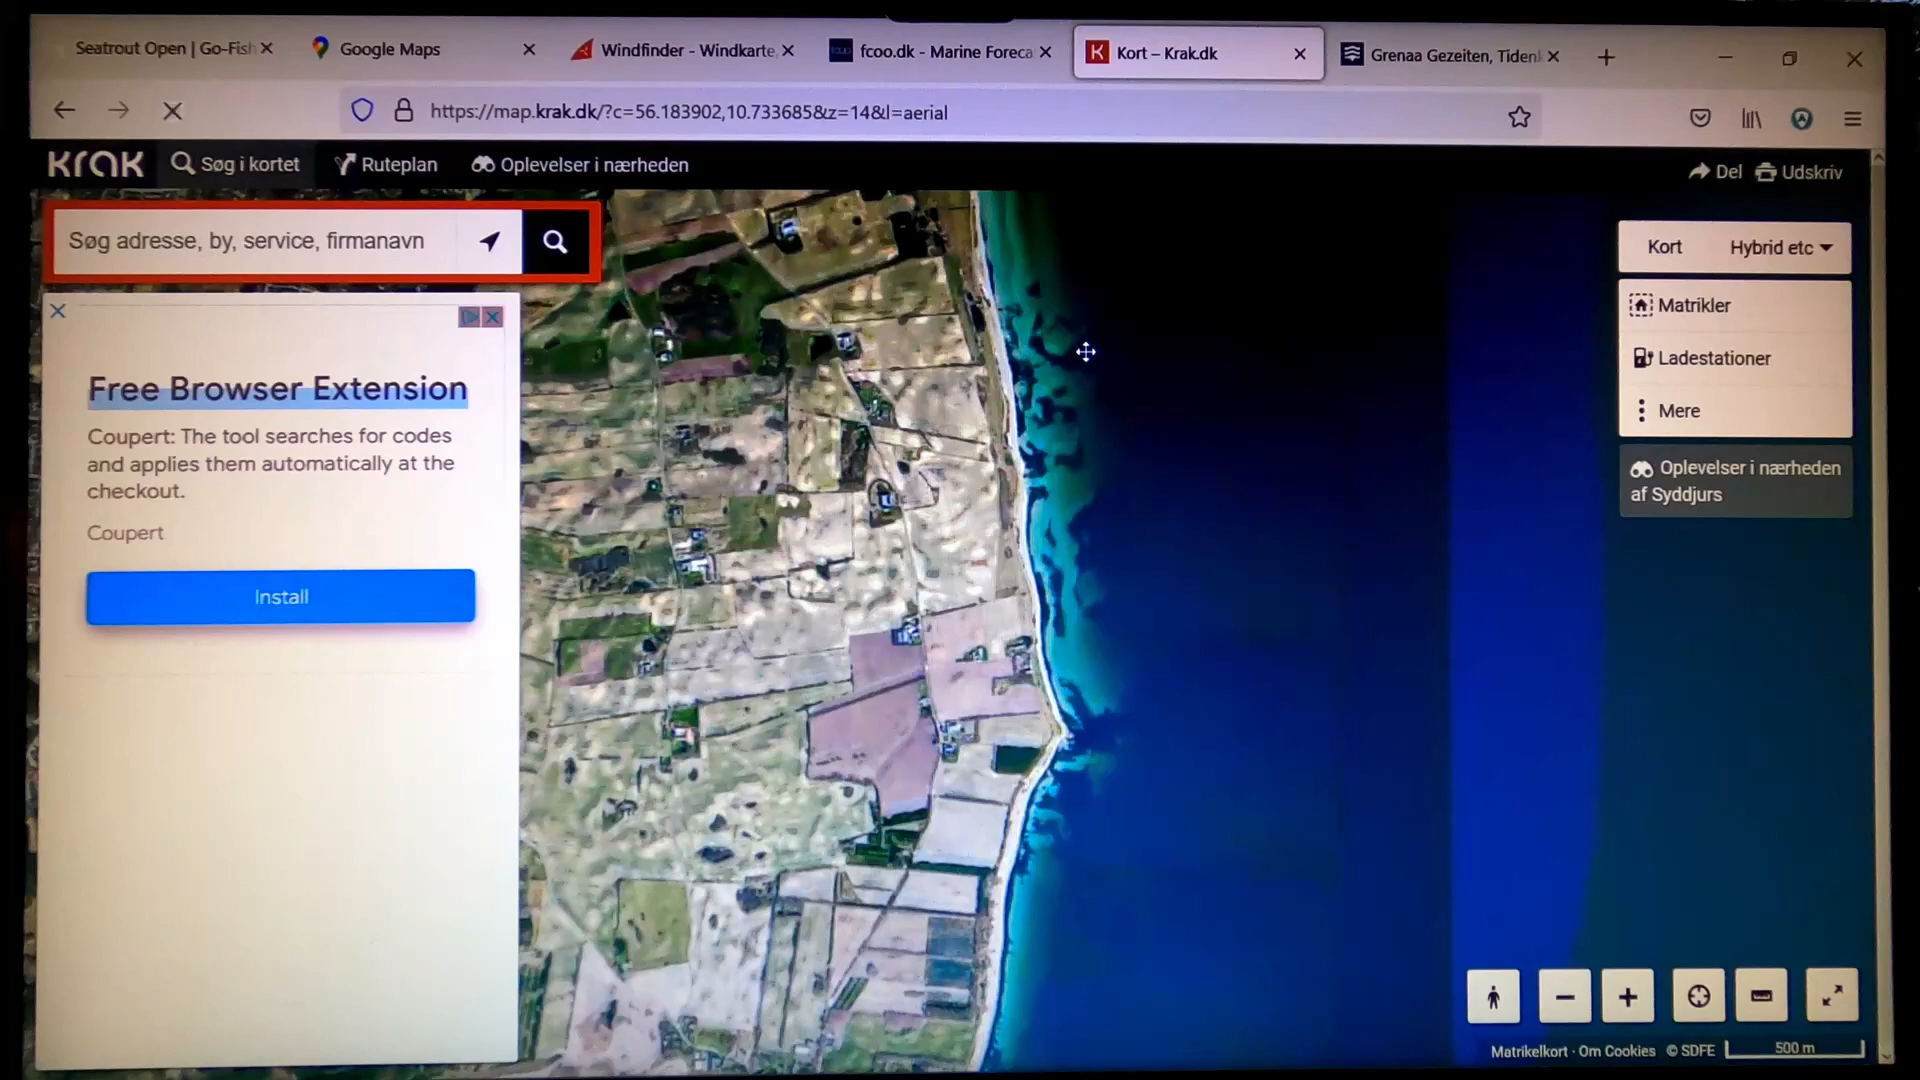 Seatrout Open | Go-Fish
Google Maps
Windfinder - Windkarte,
fcoo.dk - Marine Foreca
Kort – Krak.dk
Grenaa Gezeiten, Tiden
https://map.krak.dk/?c=56.183902,10.733685&z=14&l=aerial
krak
Søg i kortet
Ruteplan
Oplevelser i nærheden
Del
Udskriv
Søg adresse, by, service, firmanavn
Kort
Hybrid etc
Matrikler
Ladestationer
Mere
Oplevelser i nærheden
af Syddjurs
Free Browser Extension
Coupert: The tool searches for codes
and applies them automatically at the
checkout.
Coupert
Install
Matrikelkort · Om Cookies © SDFE
500 m